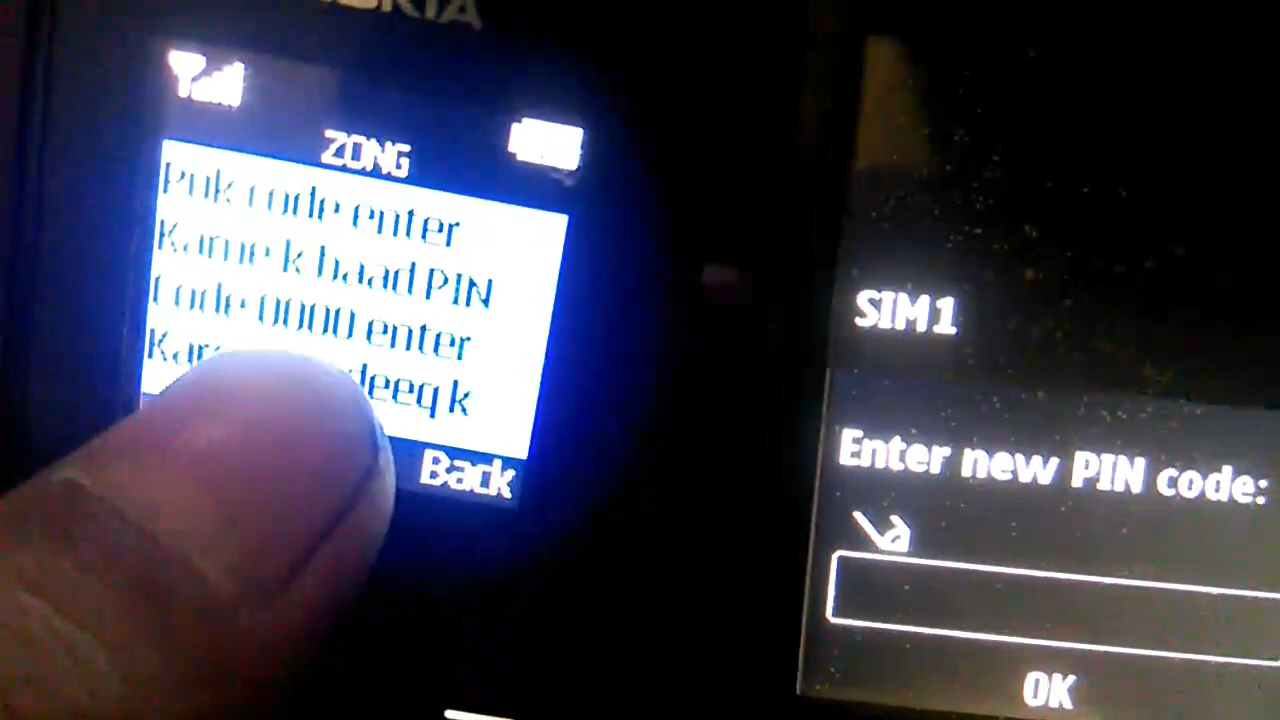 ZONG
Puk code enter
Karne k baad PIN
Code 0000 enter
deeq k
Back
SIM1
Enter new PIN code:
OK